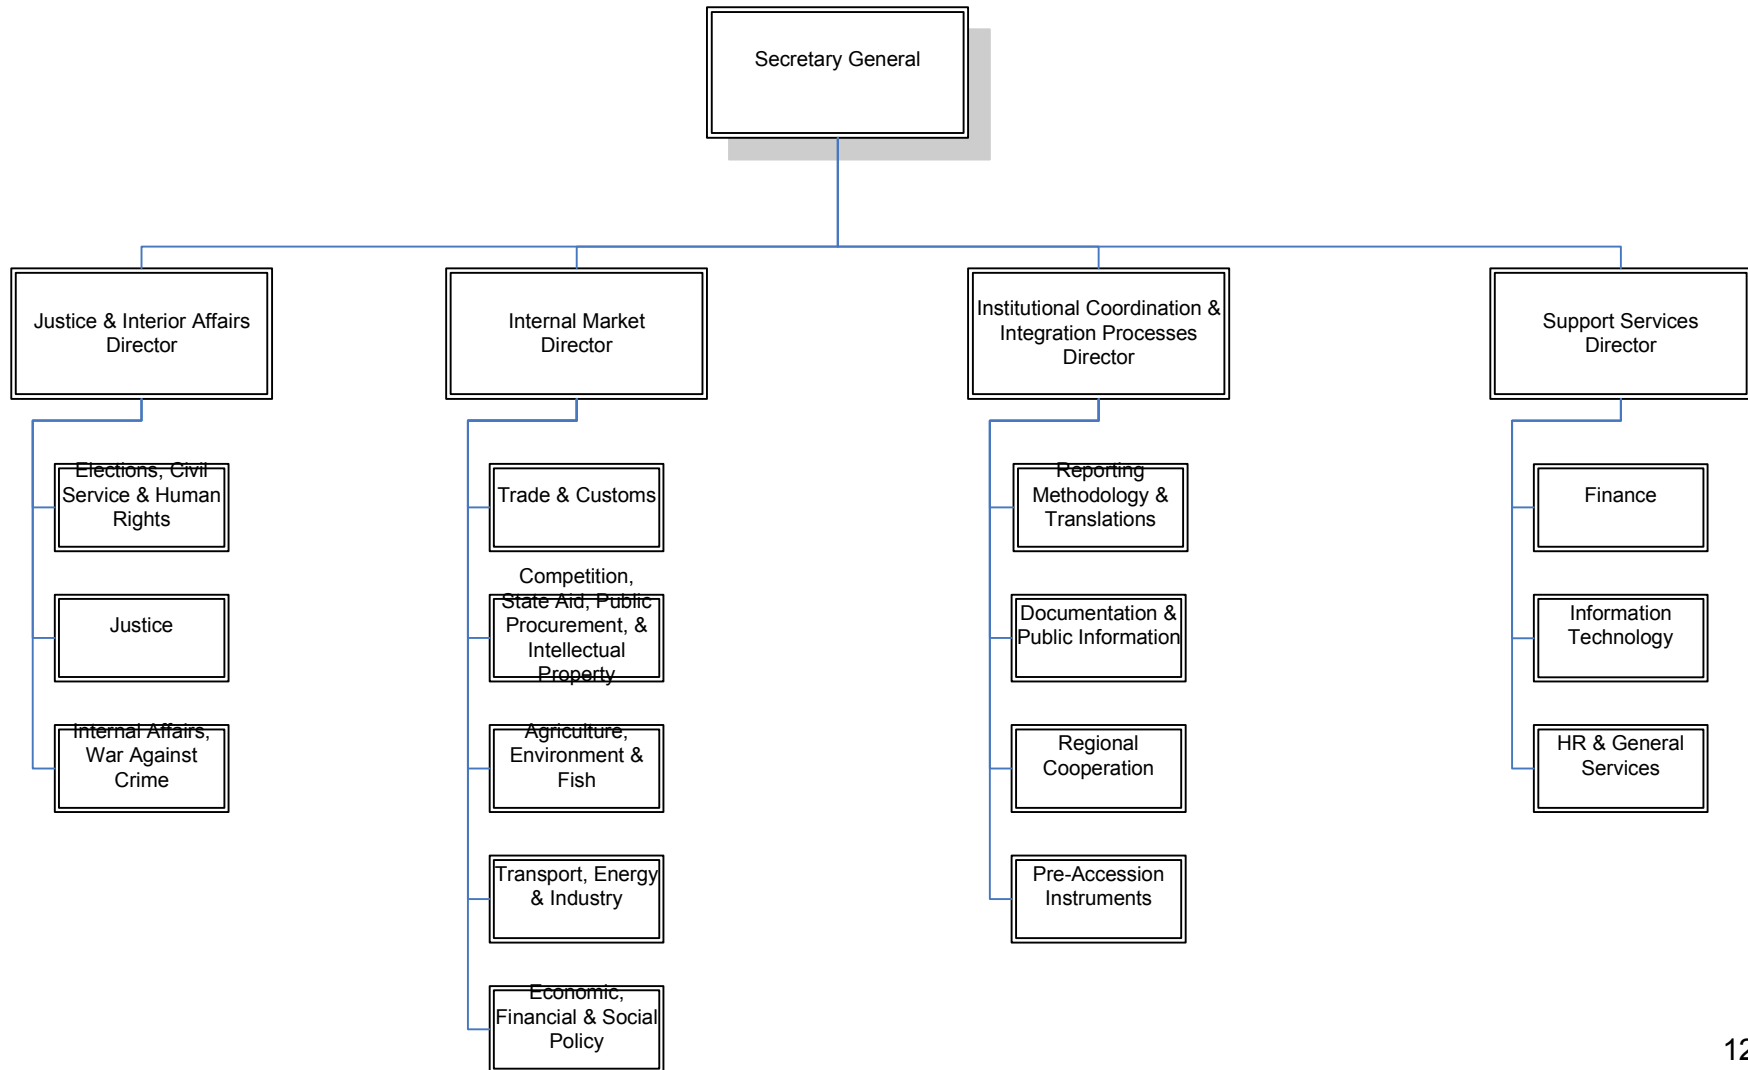 Secretary General
Justice & Interior Affairs
Director
Internal Market
Director
Institutional Coordination &
Integration Processes
Director
Support Services
Director
Elections, Civil
Service & Human
Rights
Justice
Internal Affairs,
War Against
Crime
Trade & Customs
Competition,
State Aid, Public
Procurement, &
Intellectual
Property
Agriculture,
Environment &
Fish
Transport, Energy
& Industry
Economic,
Financial & Social
Policy
Reporting
Methodology &
Translations
Documentation &
Public Information
Regional
Cooperation
Pre-Accession
Instruments
Finance
Information
Technology
HR & General
Services
12